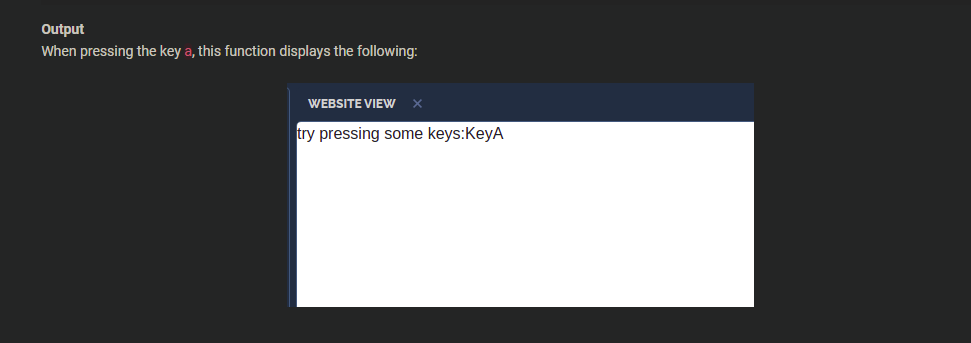 Output
When pressing the key a, this function displays the following:
WEBSITE VIEW ×
try pressing some keys:KeyA